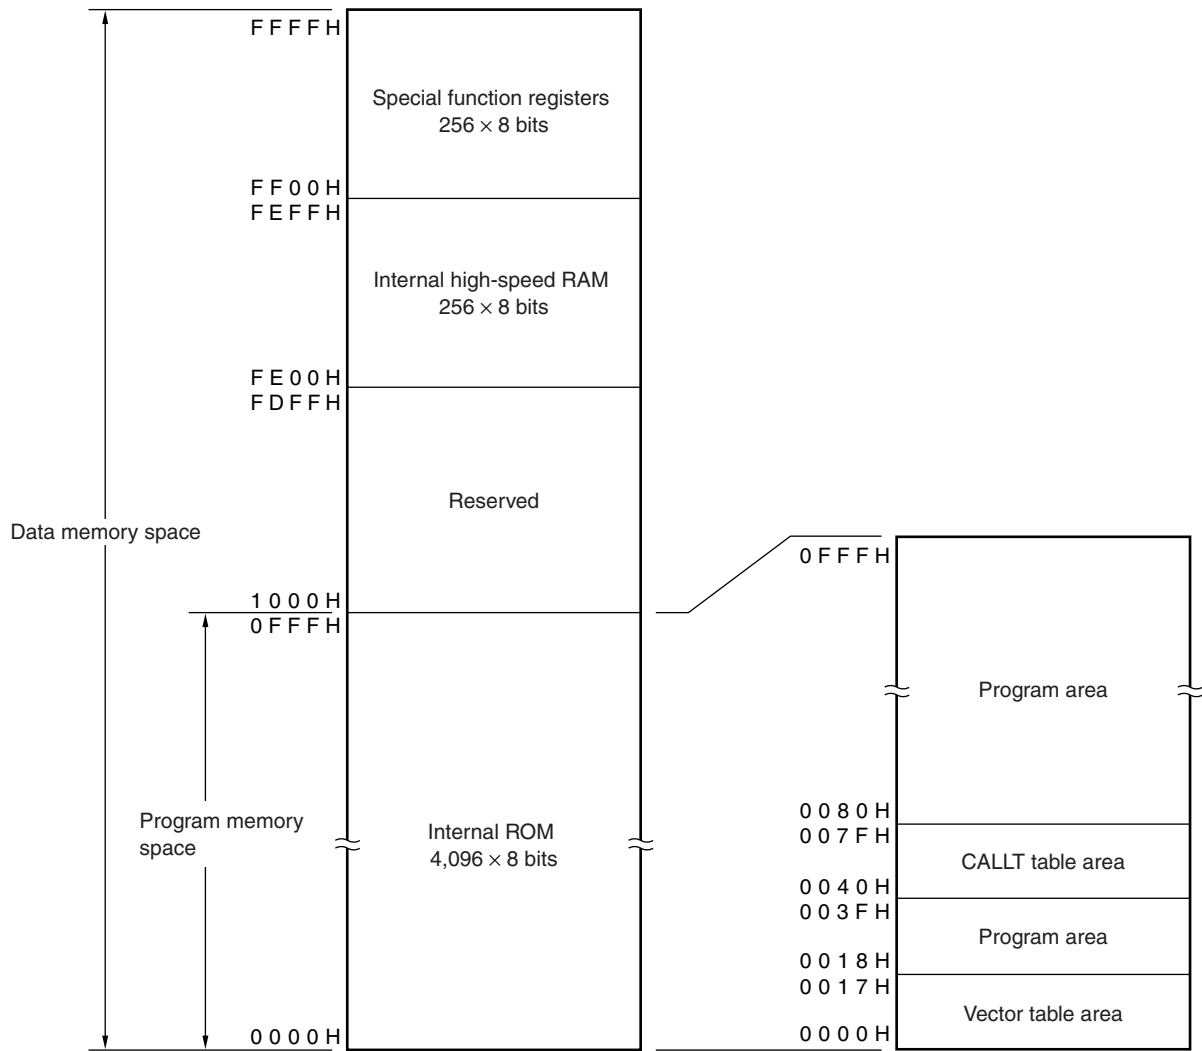 FFFFH
Special function registers
256 × 8 bits
FF00H
FEFFH
Internal high-speed RAM
256 × 8 bits
FE00H
FDFFH
Reserved
Data memory space
1000H
0FFFH
Program memory
space
Internal ROM
4,096 × 8 bits
0000H
0FFFH
Program area
0080H
007FH
CALLT table area
0040H
003FH
Program area
0018H
0017H
Vector table area
0000H